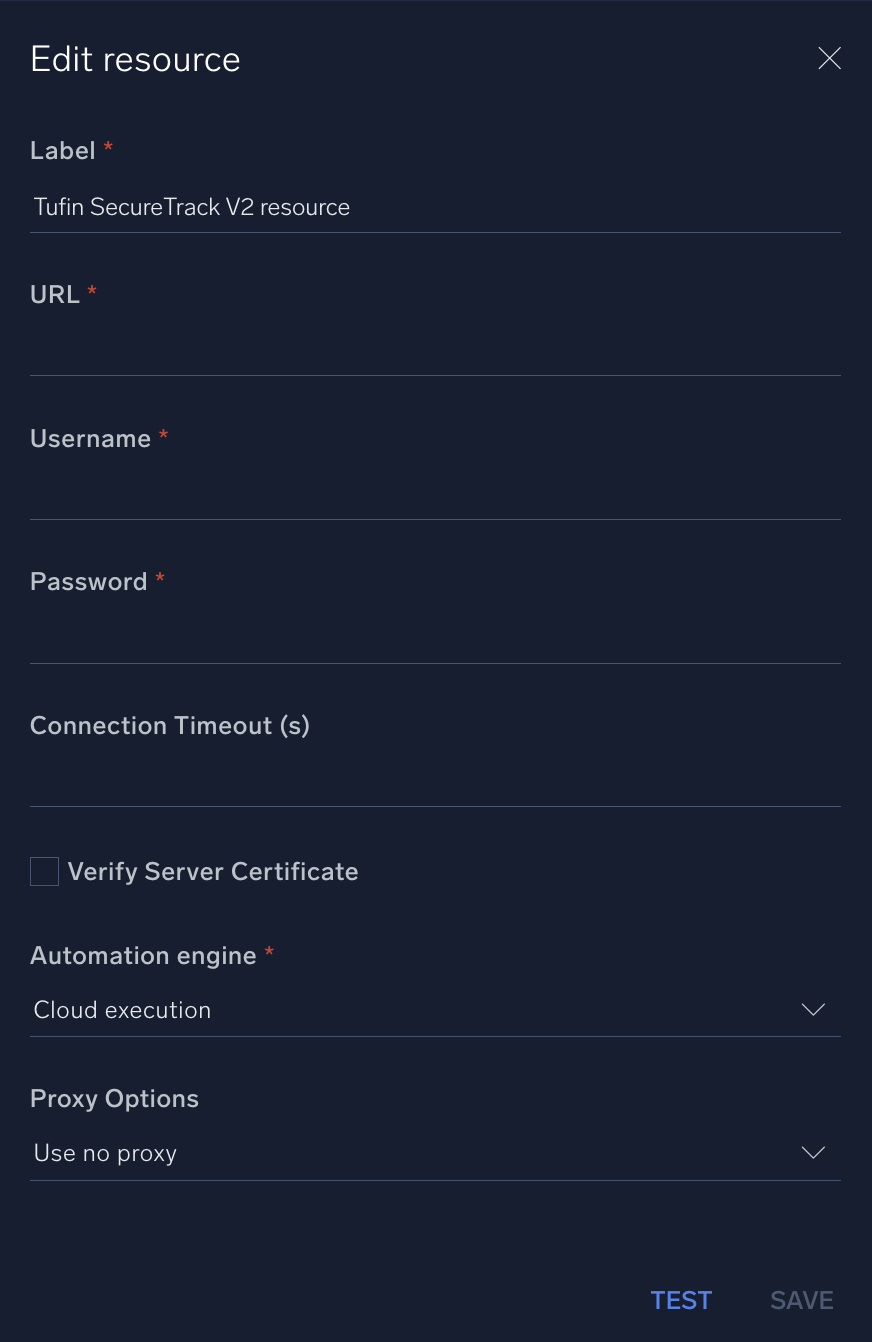 Edit resource
Label *
Tufin SecureTrack V2 resource
URL *
Username *
Password *
Connection Timeout (s)
Verify Server Certificate
Automation engine *
Cloud execution
Proxy Options
Use no proxy
TEST SAVE